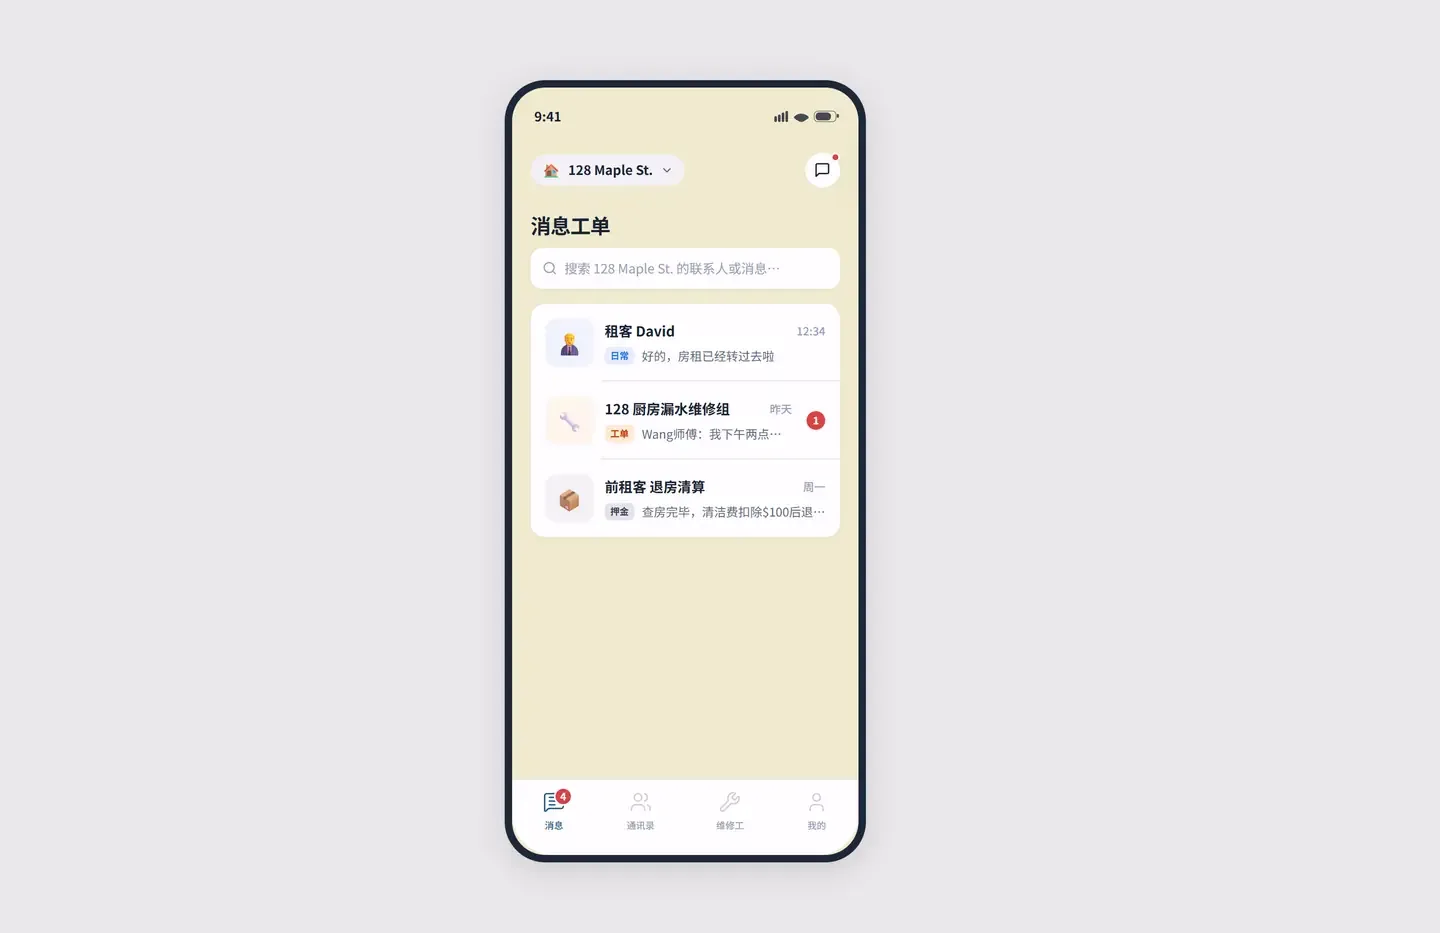 9:41
128 Maple St.
消息工单
搜索 128 Maple St. 的联系人或消息…
租客 David
12:34
日常
好的，房租已经转过去啦
128 厨房漏水维修组
昨天
工单
Wang师傅：我下午两点…
1
前租客 退房清算
周一
押金
查房完毕，清洁费扣除$100后退…
4
消息
通讯录
维修工
我的